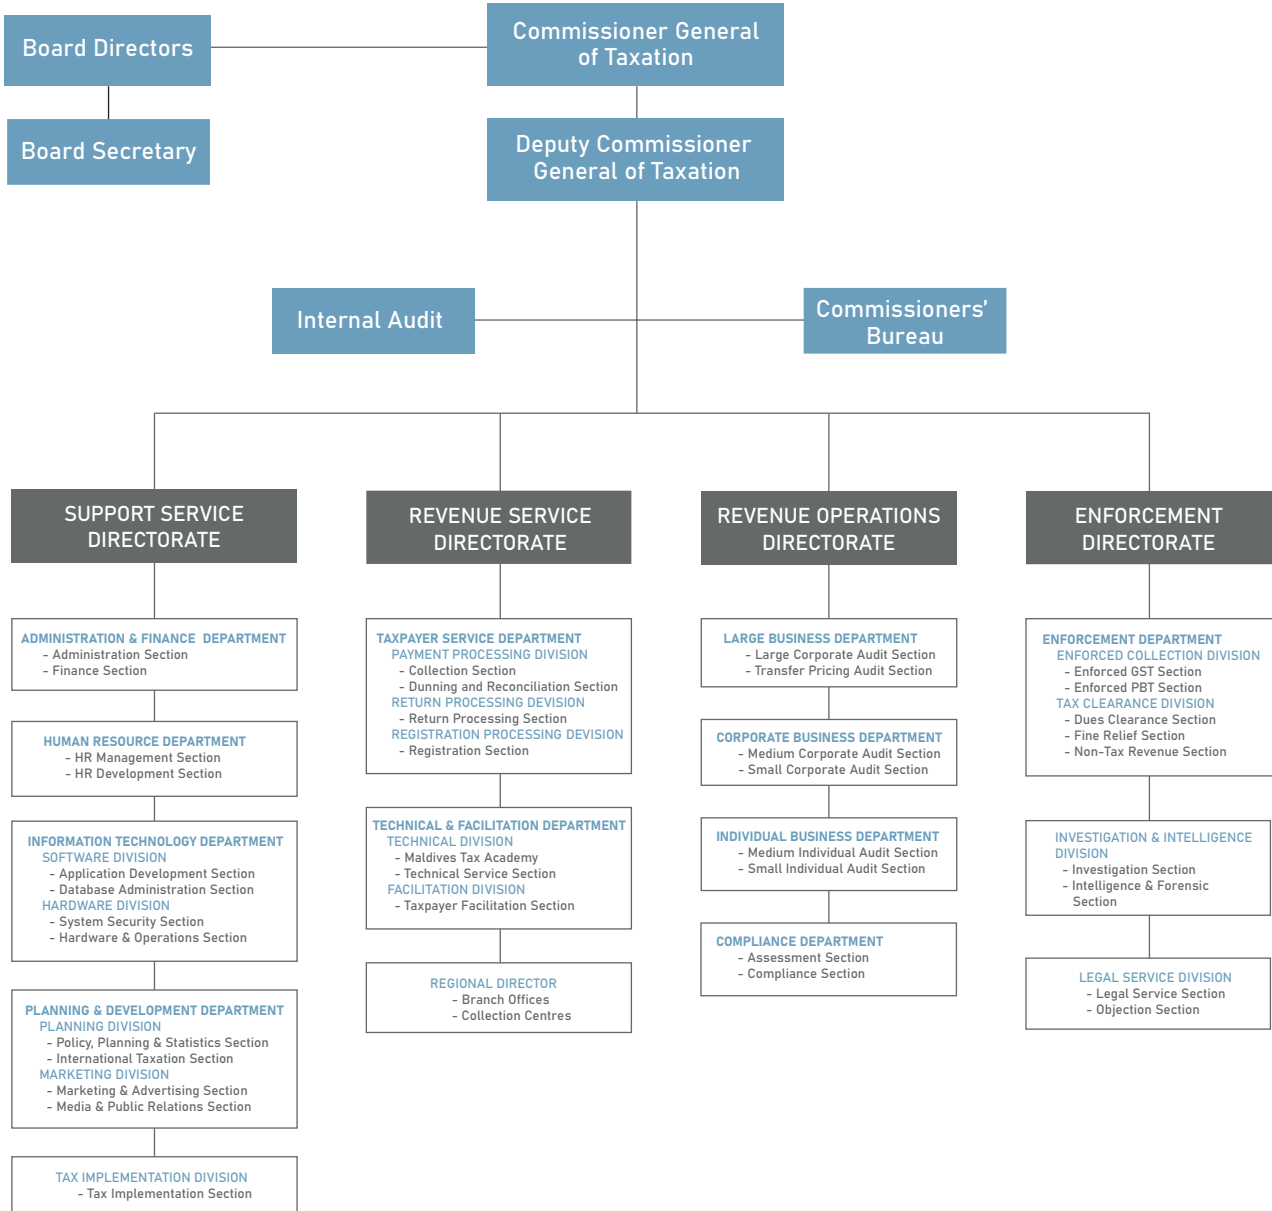 Board Directors
Commissioner General
of Taxation
Board Secretary
Deputy Commissioner
General of Taxation
Internal Audit
Commissioners'
Bureau
SUPPORT SERVICE
DIRECTORATE
ADMINISTRATION & FINANCE DEPARTMENT
- Administration Section
- Finance Section
HUMAN RESOURCE DEPARTMENT
- HR Management Section
- HR Development Section
INFORMATION TECHNOLOGY DEPARTMENT
SOFTWARE DIVISION
- Application Development Section
- Database Administration Section
HARDWARE DIVISION
- System Security Section
- Hardware & Operations Section
PLANNING & DEVELOPMENT DEPARTMENT
PLANNING DIVISION
- Policy, Planning & Statistics Section
- International Taxation Section
MARKETING DIVISION
- Marketing & Advertising Section
- Media & Public Relations Section
TAX IMPLEMENTATION DIVISION
- Tax Implementation Section
REVENUE SERVICE
DIRECTORATE
TAXPAYER SERVICE DEPARTMENT
PAYMENT PROCESSING DIVISION
- Collection Section
- Dunning and Reconciliation Section
RETURN PROCESSING DEVISION
- Return Processing Section
REGISTRATION PROCESSING DEVISION
- Registration Section
TECHNICAL & FACILITATION DEPARTMENT
TECHNICAL DIVISION
- Maldives Tax Academy
- Technical Service Section
FACILITATION DIVISION
- Taxpayer Facilitation Section
REGIONAL DIRECTOR
- Branch Offices
- Collection Centres
REVENUE OPERATIONS
DIRECTORATE
LARGE BUSINESS DEPARTMENT
- Large Corporate Audit Section
- Transfer Pricing Audit Section
CORPORATE BUSINESS DEPARTMENT
- Medium Corporate Audit Section
- Small Corporate Audit Section
INDIVIDUAL BUSINESS DEPARTMENT
- Medium Individual Audit Section
- Small Individual Audit Section
COMPLIANCE DEPARTMENT
- Assessment Section
- Compliance Section
ENFORCEMENT
DIRECTORATE
ENFORCEMENT DEPARTMENT
ENFORCED COLLECTION DIVISION
- Enforced GST Section
- Enforced PBT Section
TAX CLEARANCE DIVISION
- Dues Clearance Section
- Fine Relief Section
- Non-Tax Revenue Section
INVESTIGATION & INTELLIGENCE
DIVISION
- Investigation Section
- Intelligence & Forensic
Section
LEGAL SERVICE DIVISION
- Legal Service Section
- Objection Section